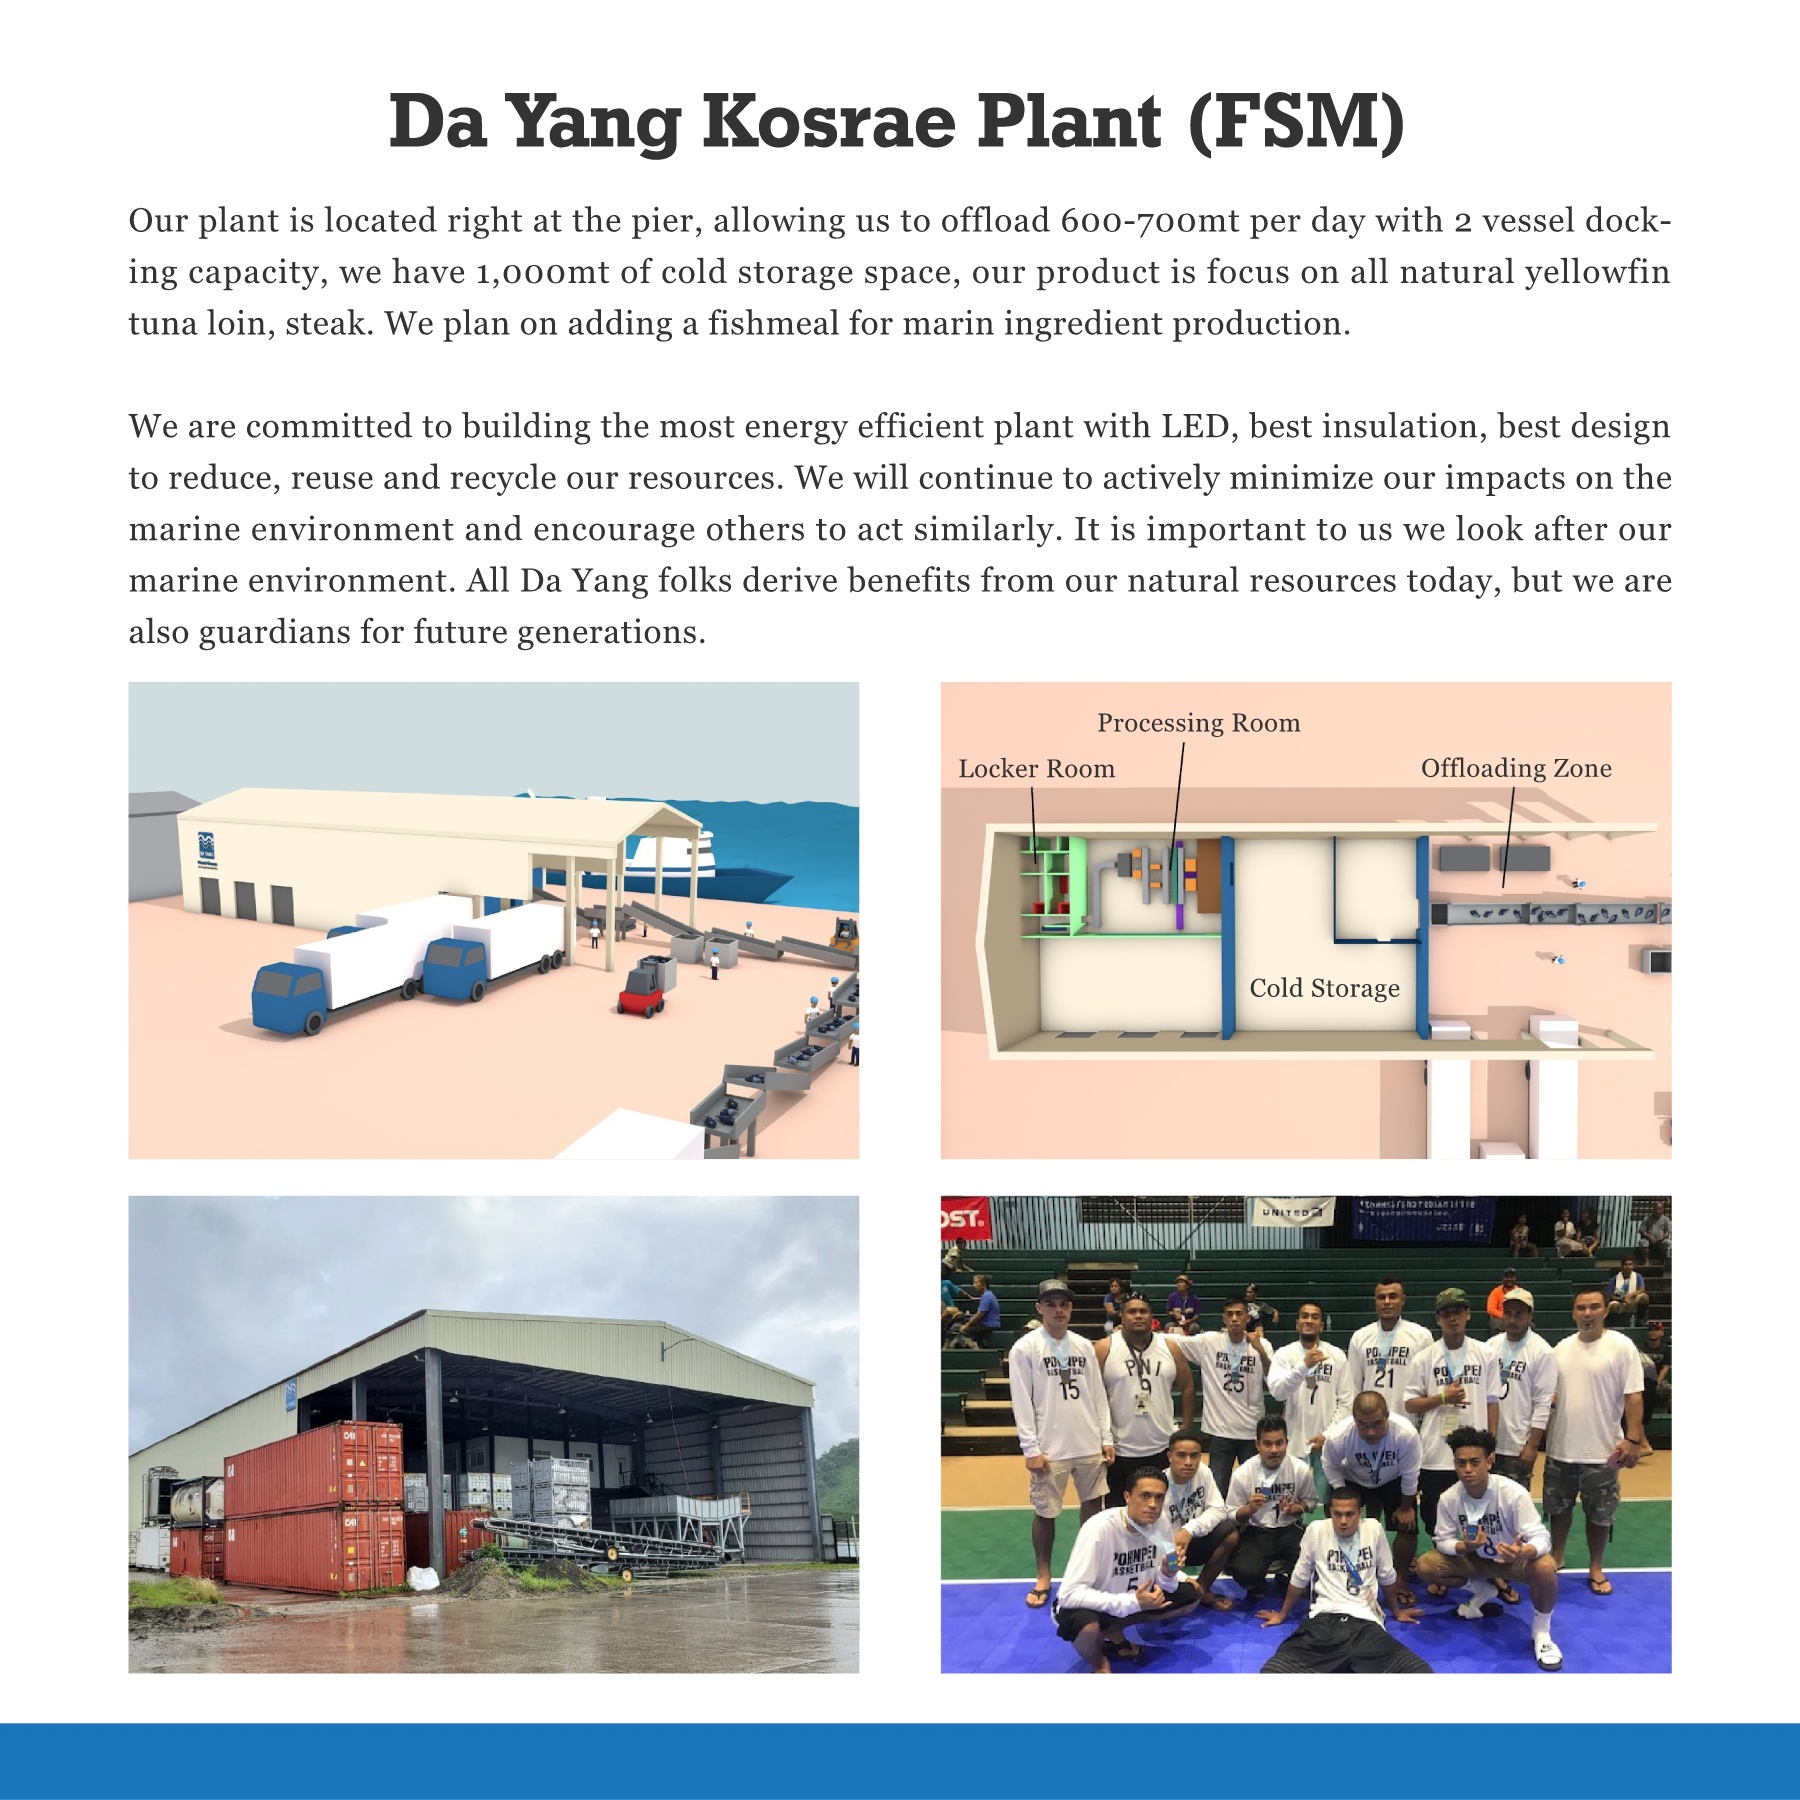 Da Yang Kosrae Plant (FSM)
Our plant is located right at the pier, allowing us to offload 600-700mt per day with 2 vessel dock-
ing capacity, we have 1,000mt of cold storage space, our product is focus on all natural yellowfin
tuna loin, steak. We plan on adding a fishmeal for marin ingredient production.
We are committed to building the most energy efficient plant with LED, best insulation, best design
to reduce, reuse and recycle our resources. We will continue to actively minimize our impacts on the
marine environment and encourage others to act similarly. It is important to us we look after our
marine environment. All Da Yang folks derive benefits from our natural resources today, but we are
also guardians for future generations.
Processing Room
Locker Room
Offloading Zone
Cold Storage
OST.
UNITED
POHNPEI
BASKETBALL
15
PNI
9
25
7
21
POHNPEI
BASKETBALL
CAI
CAI